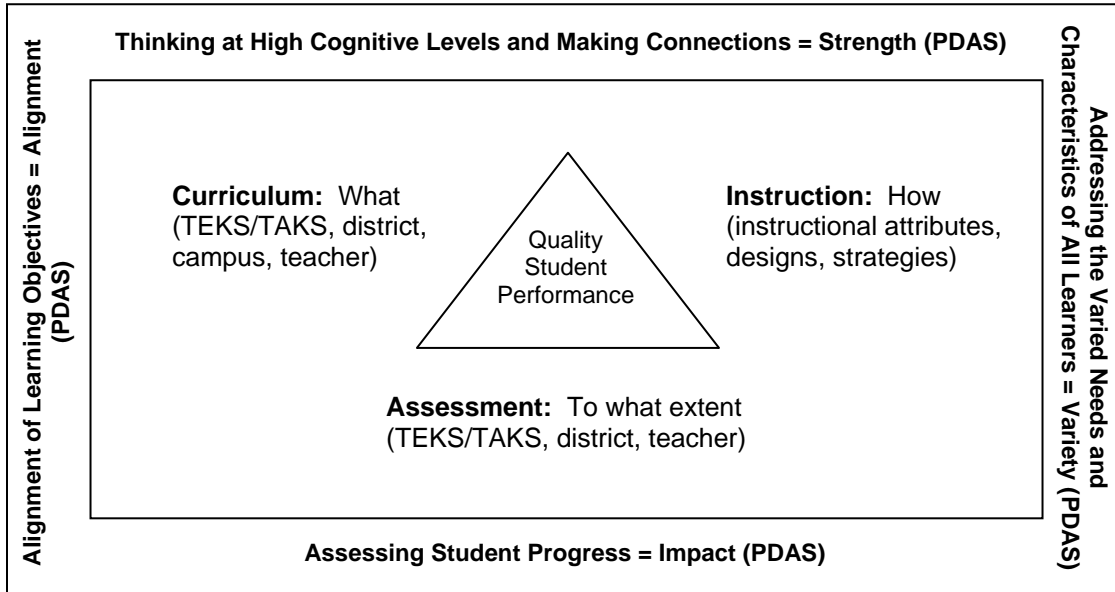 Thinking at High Cognitive Levels and Making Connections = Strength (PDAS)
Alignment of Learning Objectives = Alignment
(PDAS)
Curriculum: What
(TEKS/TAKS, district,
campus, teacher)
Quality
Student
Performance
Instruction: How
(instructional attributes,
designs, strategies)
Assessment: To what extent
(TEKS/TAKS, district, teacher)
Addressing the Varied Needs and
Characteristics of All Learners = Variety (PDAS)
Assessing Student Progress = Impact (PDAS)